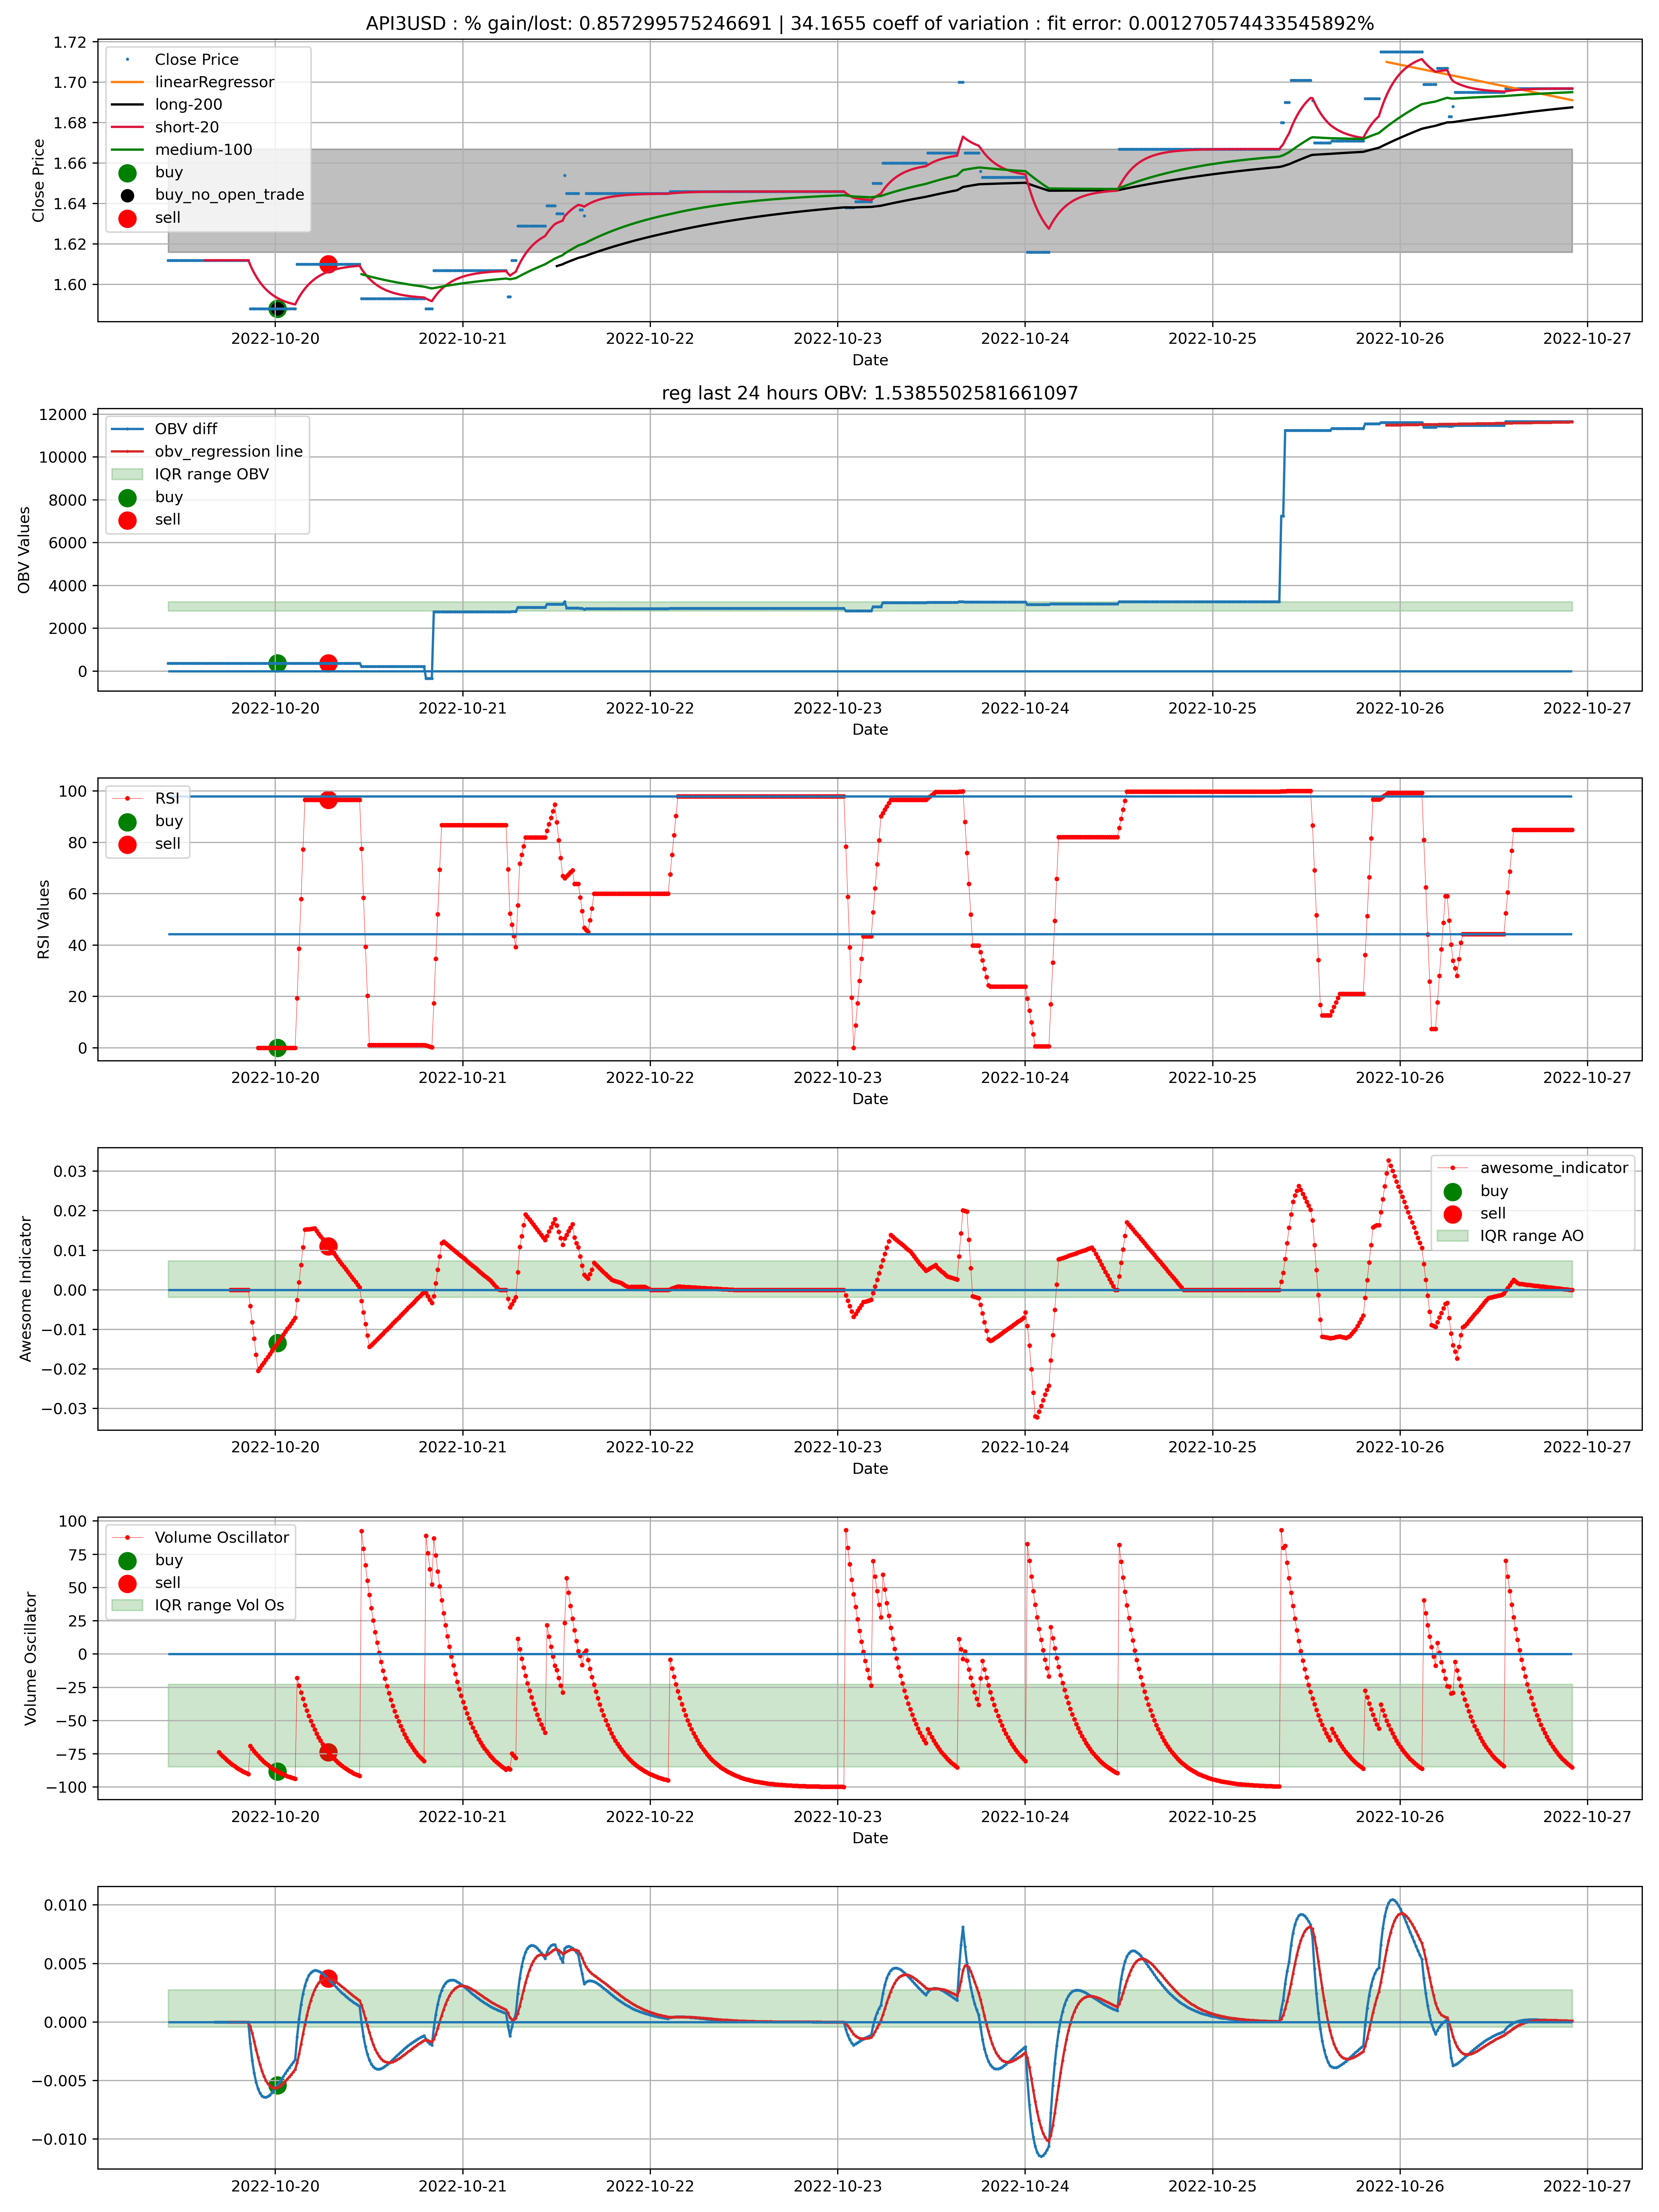 API3USD : % gain/lost: 0.857299575246691 | 34.1655 coeff of variation : fit error: 0.001270574433545892%
Close Price
linearRegressor
long-200
short-20
medium-100
buy
buy_no_open_trade
sell
1.72
1.70
1.68
1.66
1.64
1.62
1.60
Close Price
2022-10-20 2022-10-21 2022-10-22 2022-10-23 2022-10-24 2022-10-25 2022-10-26 2022-10-27
Date
reg last 24 hours OBV: 1.5385502581661097
OBV diff
obv_regression line
IQR range OBV
buy
sell
12000
10000
8000
6000
4000
2000
0
OBV Values
2022-10-20 2022-10-21 2022-10-22 2022-10-23 2022-10-24 2022-10-25 2022-10-26 2022-10-27
Date
RSI
buy
sell
100
80
60
40
20
0
RSI Values
2022-10-20 2022-10-21 2022-10-22 2022-10-23 2022-10-24 2022-10-25 2022-10-26 2022-10-27
Date
awesome_indicator
buy
sell
IQR range AO
0.03
0.02
0.01
0.00
−0.01
−0.02
−0.03
Awesome Indicator
2022-10-20 2022-10-21 2022-10-22 2022-10-23 2022-10-24 2022-10-25 2022-10-26 2022-10-27
Date
Volume Oscillator
buy
sell
IQR range Vol Os
100
75
50
25
0
−25
−50
−75
−100
Volume Oscillator
2022-10-20 2022-10-21 2022-10-22 2022-10-23 2022-10-24 2022-10-25 2022-10-26 2022-10-27
Date
0.010
0.005
0.000
−0.005
−0.010
2022-10-20 2022-10-21 2022-10-22 2022-10-23 2022-10-24 2022-10-25 2022-10-26 2022-10-27